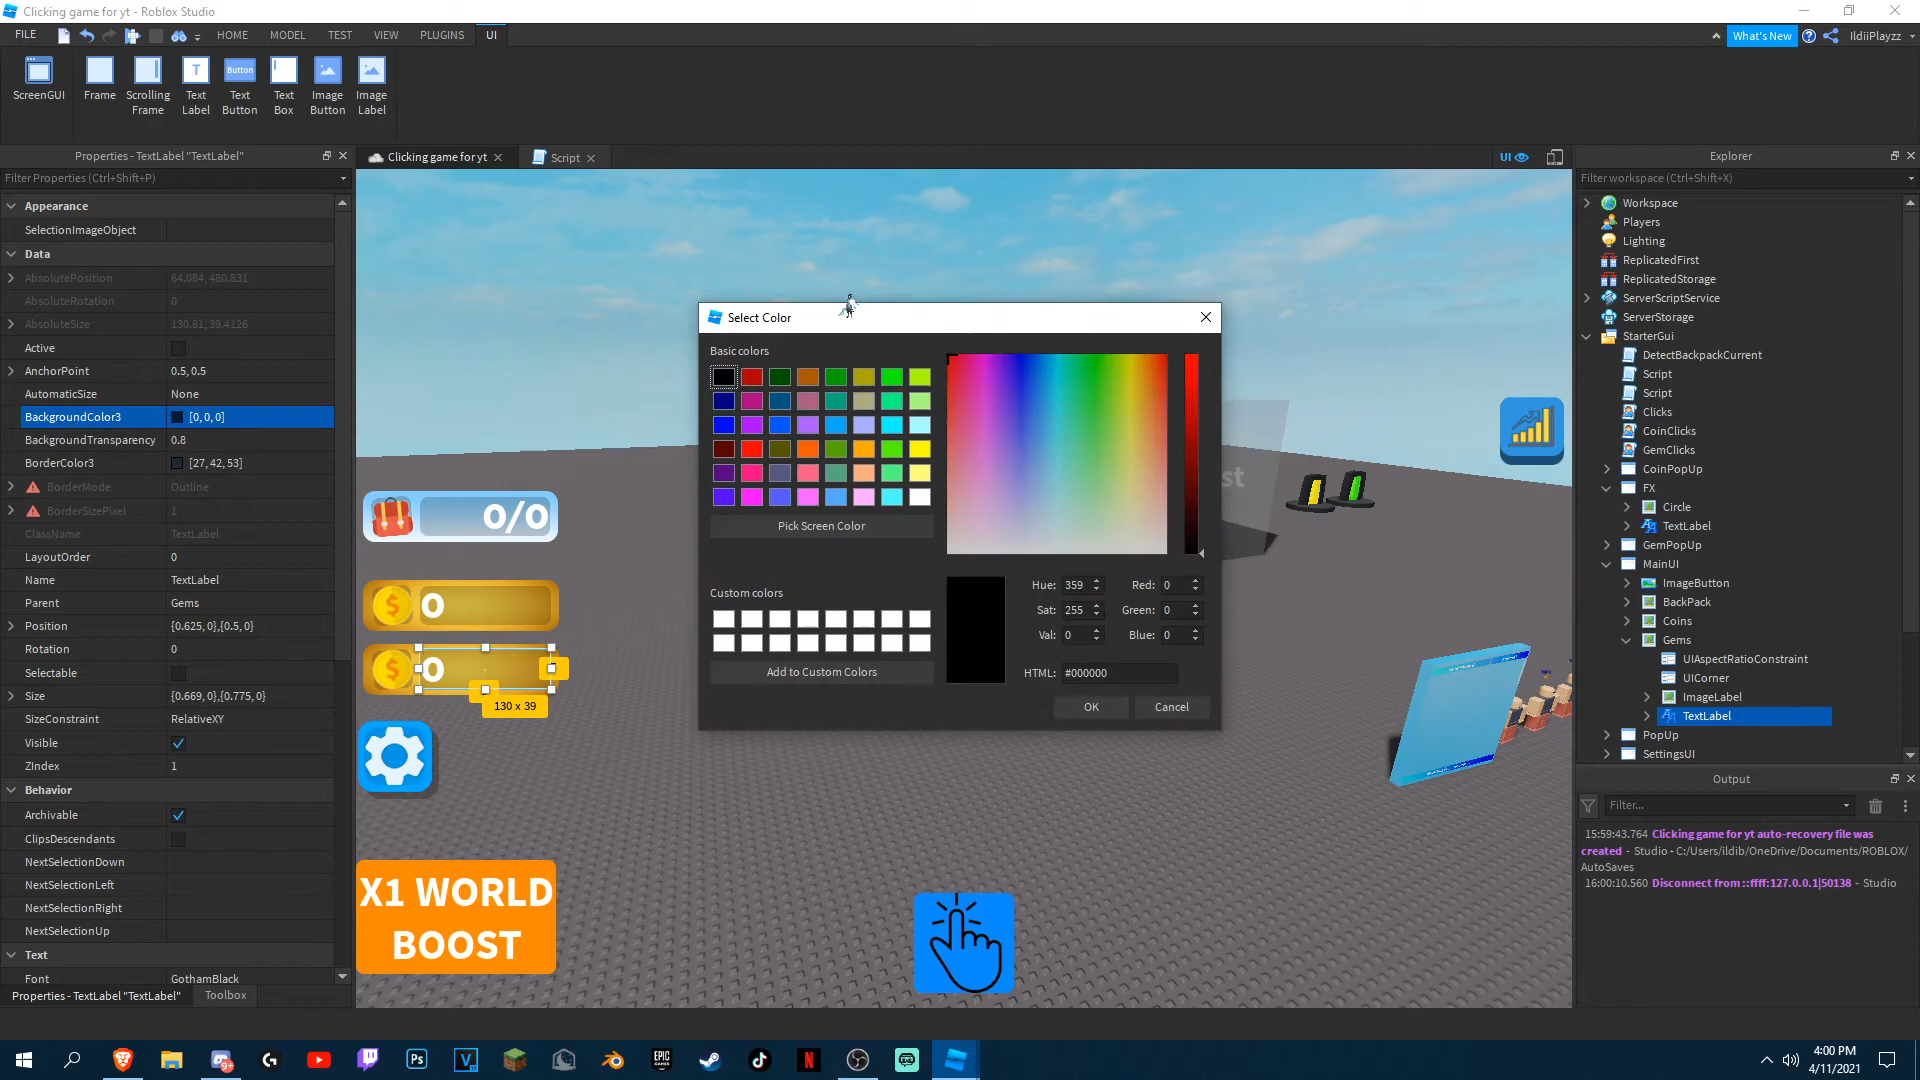 Clicking game for yt - Roblox Studio
FILE HOME MODEL TEST VIEW PLUGINS UI What's New IldiiPlayzz
ScreenGUI Frame Scrolling Frame Text Label Text Button Text Box Image Button Image Label
Button
Properties - TextLabel "TextLabel"
Clicking game for yt
Script
UI
Explorer
Filter Properties (Ctrl+Shift+P)
Filter workspace (Ctrl+Shift+X)
Appearance
SelectionImageObject
Data
AbsolutePosition 64.084, 480.831
AbsoluteRotation 0
AbsoluteSize 130.81, 39.4126
Active
AnchorPoint 0.5, 0.5
AutomaticSize None
BackgroundColor3 [0, 0, 0]
BackgroundTransparency 0.8
BorderColor3 [27, 42, 53]
BorderMode Outline
BorderSizePixel 1
ClassName TextLabel
LayoutOrder 0
Name TextLabel
Parent Gems
Position {0.625, 0},{0.5, 0}
Rotation 0
Selectable
Size {0.669, 0},{0.775, 0}
SizeConstraint RelativeXY
Visible
ZIndex 1
Behavior
Archivable
ClipsDescendants
NextSelectionDown
NextSelectionLeft
NextSelectionRight
NextSelectionUp
Text
Font GothamBlack
Properties - TextLabel "TextLabel" Toolbox
0/0
$ 0
$ 0
130 x 39
X1 WORLD
BOOST
Select Color
Basic colors
Pick Screen Color
Custom colors
Add to Custom Colors
Hue: 359 Red: 0
Sat: 255 Green: 0
Val: 0 Blue: 0
HTML: #000000
OK Cancel
st
Workspace
Players
Lighting
ReplicatedFirst
ReplicatedStorage
ServerScriptService
ServerStorage
StarterGui
DetectBackpackCurrent
Script
Script
Clicks
CoinClicks
GemClicks
CoinPopUp
FX
Circle
TextLabel
GemPopUp
MainUI
ImageButton
BackPack
Coins
Gems
UIAspectRatioConstraint
UICorner
ImageLabel
TextLabel
PopUp
SettingsUI
Output
Filter...
15:59:43.764 Clicking game for yt auto-recovery file was
created - Studio - C:/Users/ildib/OneDrive/Documents/ROBLOX/
AutoSaves
16:00:10.560 Disconnect from ::ffff:127.0.0.1|50138 - Studio
9+
Ps
V
EPIC
GAMES
N
4:00 PM
4/11/2021